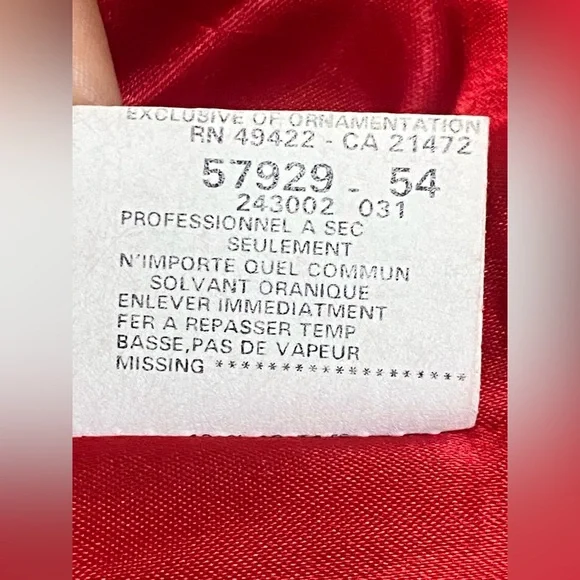 EXCLUSIVE OF ORNAMENTATION
RN 49422 - CA 21472
57929 - 54
243002 031
PROFESSIONNEL A SEC
SEULEMENT
N'IMPORTE QUEL COMMUN
SOLVANT ORANIQUE
ENLEVER IMMEDIATMENT
FER A REPASSER TEMP
BASSE,PAS DE VAPEUR
MISSING *******************